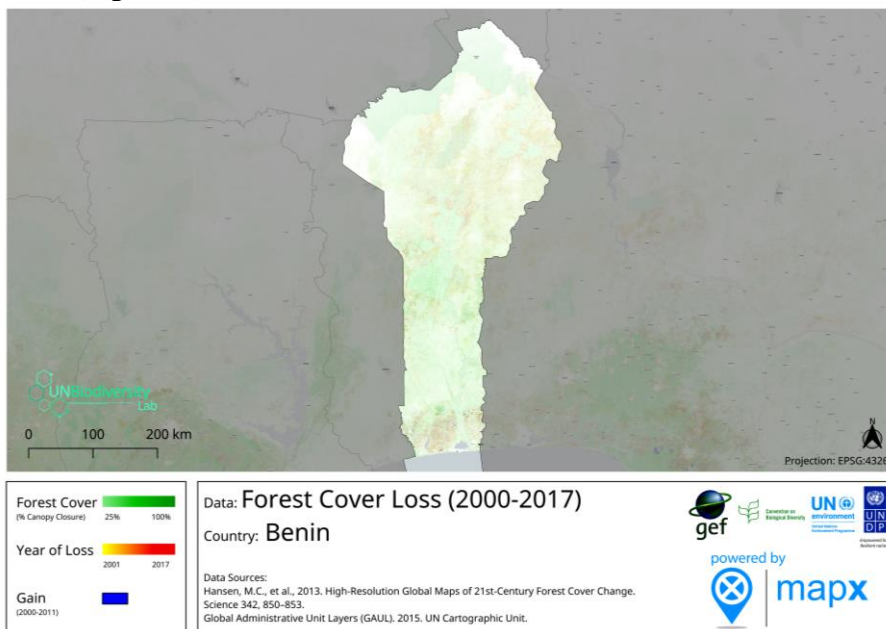 UNBiodiversity
Lab
0 100 200 km
N
Projection: EPSG:4326
Forest Cover
(% Canopy Closure)
25% 100%
Year of Loss
2001 2017
Gain
(2000-2011)
Data: Forest Cover Loss (2000-2017)
Country: Benin
Data Sources:
Hansen, M.C., et al., 2013. High-Resolution Global Maps of 21st-Century Forest Cover Change.
Science 342, 850–853.
Global Administrative Unit Layers (GAUL). 2015. UN Cartographic Unit.
gef
Convention on
Biological Diversity
UN
environment
United Nations
Environment Programme
U N
D P
powered by
mapx